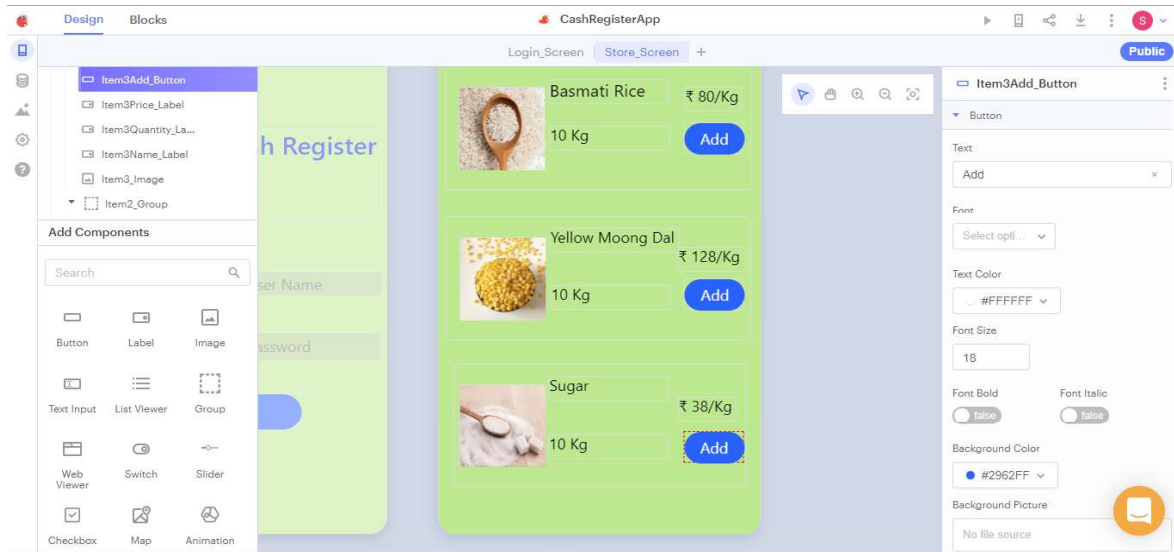 Design Blocks CashRegisterApp S
Login_Screen Store_Screen +
Public
Item3Add_Button
Item3Price_Label
Item3Quantity_La...
Item3Name_Label
Item3_Image
Item2_Group
Add Components
Search
Button Label Image
Text Input List Viewer Group
Web Viewer Switch Slider
Checkbox Map Animation
h Register
ser Name
assword
Basmati Rice
₹ 80/Kg
10 Kg
Add
Yellow Moong Dal
₹ 128/Kg
10 Kg
Add
Sugar
₹ 38/Kg
10 Kg
Add
Item3Add_Button
Button
Text
Add
Font
Select opti...
Text Color
#FFFFFF
Font Size
18
Font Bold Font Italic
false false
Background Color
#2962FF
Background Picture
No file source